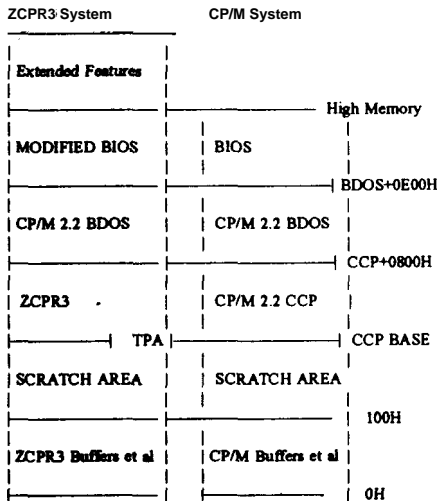 ZCPR3 System CP/M System
Extended Features
High Memory
MODIFIED BIOS BIOS
BDOS+0E00H
CP/M 2.2 BDOS CP/M 2.2 BDOS
CCP+0800H
ZCPR3 CP/M 2.2 CCP
TPA CCP BASE
SCRATCH AREA SCRATCH AREA
100H
ZCPR3 Buffers et al CP/M Buffers et al
0H